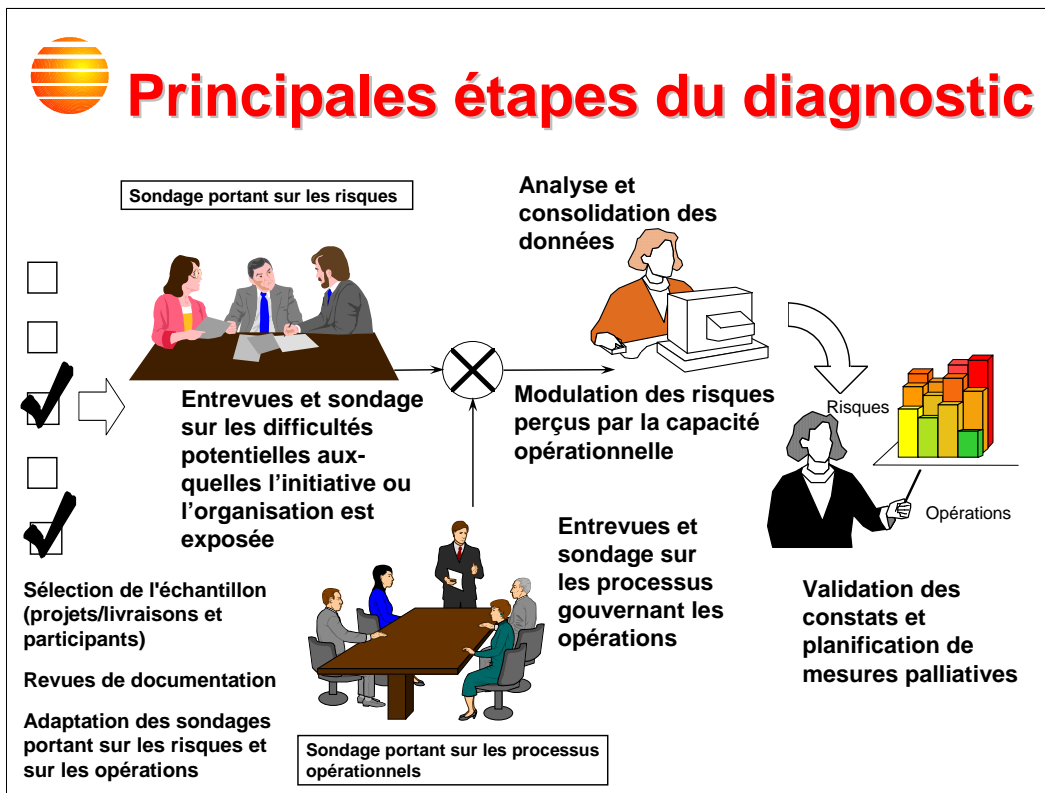 Principales étapes du diagnostic
Sondage portant sur les risques
Entrevues et sondage
sur les difficultés
potentielles aux-
quelles l'initiative ou
l'organisation est
exposée
Sélection de l'échantillon
(projets/livraisons et
participants)
Revues de documentation
Adaptation des sondages
portant sur les risques et
sur les opérations
Sondage portant sur les processus
opérationnels
Entrevues et
sondage sur
les processus
gouvernant les
opérations
Analyse et
consolidation des
données
Modulation des risques
perçus par la capacité
opérationnelle
Risques
Opérations
Validation des
constats et
planification de
mesures palliatives